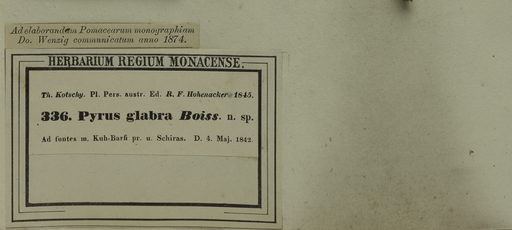 Ad elaborandam Pomacearum monographiam
Do. Wenzig communicatum anno 1874.
HERBARIUM REGIUM MONACENSE.
Th. Kotschy. Pl. Pers. austr. Ed. R. F. Hohenacker 1845.
336. Pyrus glabra Boiss. n. sp.
Ad fontes m. Kuh-Barfi pr. u. Schiras. D. 4. Maj. 1842.